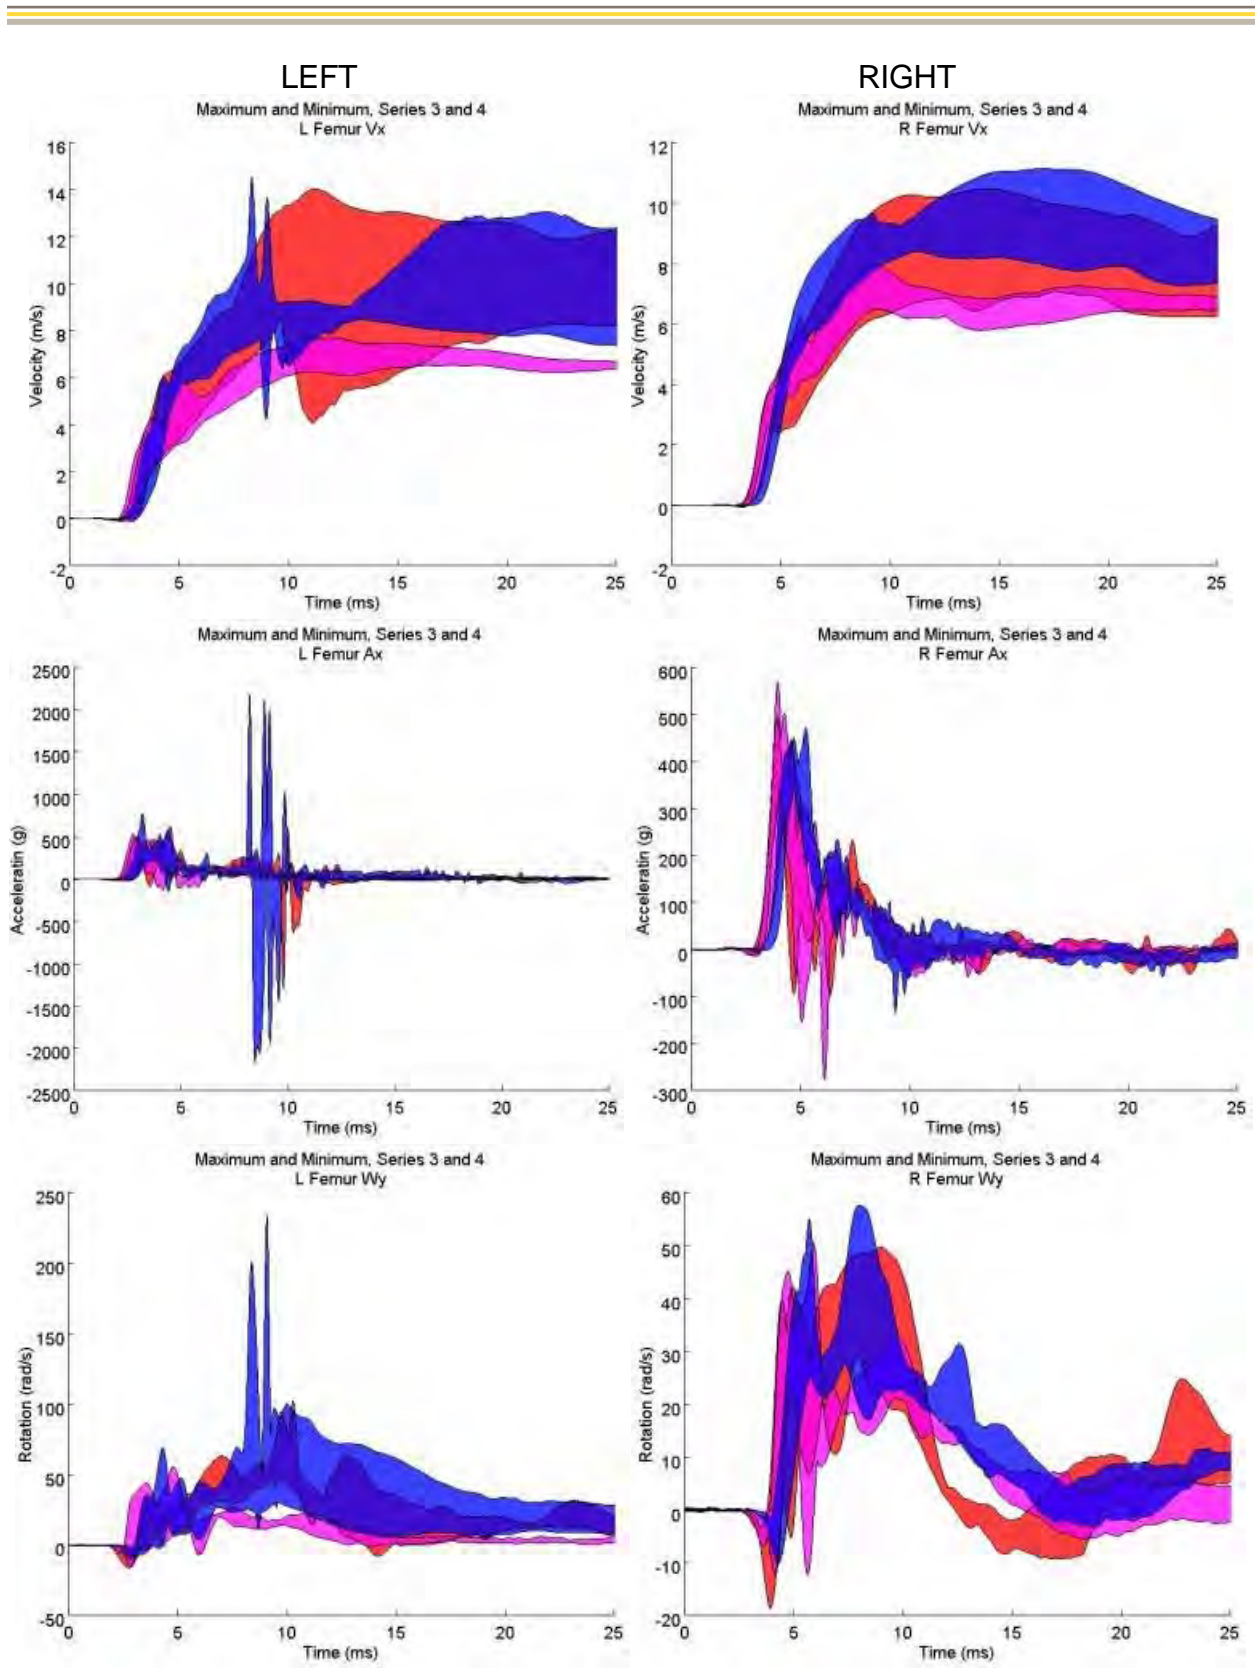 LEFT
RIGHT
Maximum and Minimum, Series 3 and 4
L Femur Vx
16
14
12
10
8
6
4
2
0
-2
Velocity (m/s)
0 5 10 15 20 25
Time (ms)
Maximum and Minimum, Series 3 and 4
R Femur Vx
12
10
8
6
4
2
0
-2
Velocity (m/s)
0 5 10 15 20 25
Time (ms)
Maximum and Minimum, Series 3 and 4
L Femur Ax
2500
2000
1500
1000
500
0
-500
-1000
-1500
-2000
-2500
Acceleratin (g)
0 5 10 15 20 25
Time (ms)
Maximum and Minimum, Series 3 and 4
R Femur Ax
600
500
400
300
200
100
0
-100
-200
-300
Acceleratin (g)
0 5 10 15 20 25
Time (ms)
Maximum and Minimum, Series 3 and 4
L Femur Wy
250
200
150
100
50
0
-50
Rotation (rad/s)
0 5 10 15 20 25
Time (ms)
Maximum and Minimum, Series 3 and 4
R Femur Wy
60
50
40
30
20
10
0
-10
-20
Rotation (rad/s)
0 5 10 15 20 25
Time (ms)